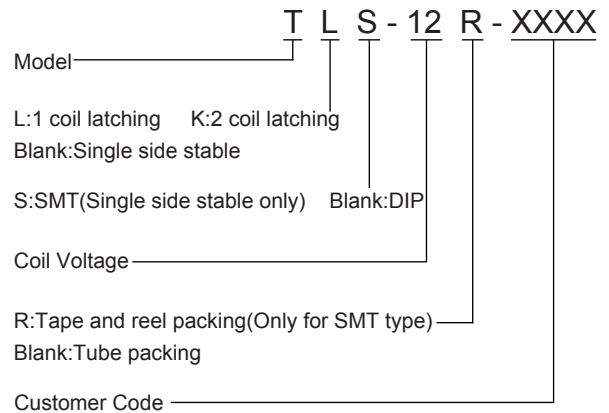 T L S - 12 R - XXXX
Model
L:1 coil latching K:2 coil latching
Blank:Single side stable
S:SMT(Single side stable only) Blank:DIP
Coil Voltage
R:Tape and reel packing(Only for SMT type)
Blank:Tube packing
Customer Code